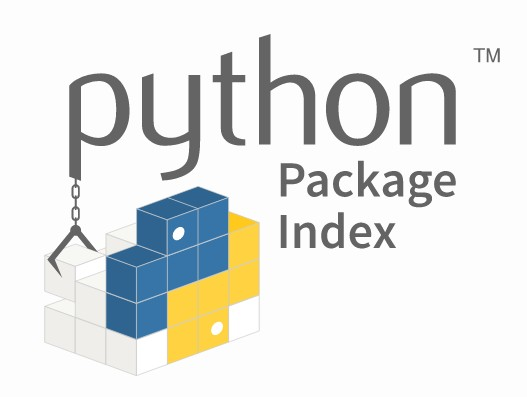 python™
Package
Index